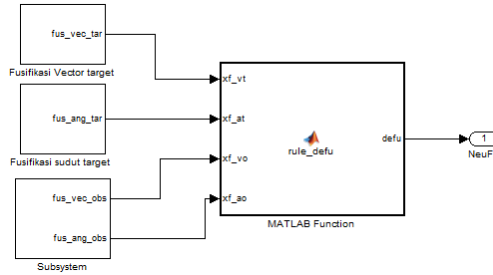 fus_vec_tar
Fusifikasi Vector target
fus_ang_tar
Fusifikasi sudut target
fus_vec_obs
fus_ang_obs
Subsystem
xf_vt
xf_at
xf_vo
xf_ao
rule_defu
defu
MATLAB Function
1
NeuF